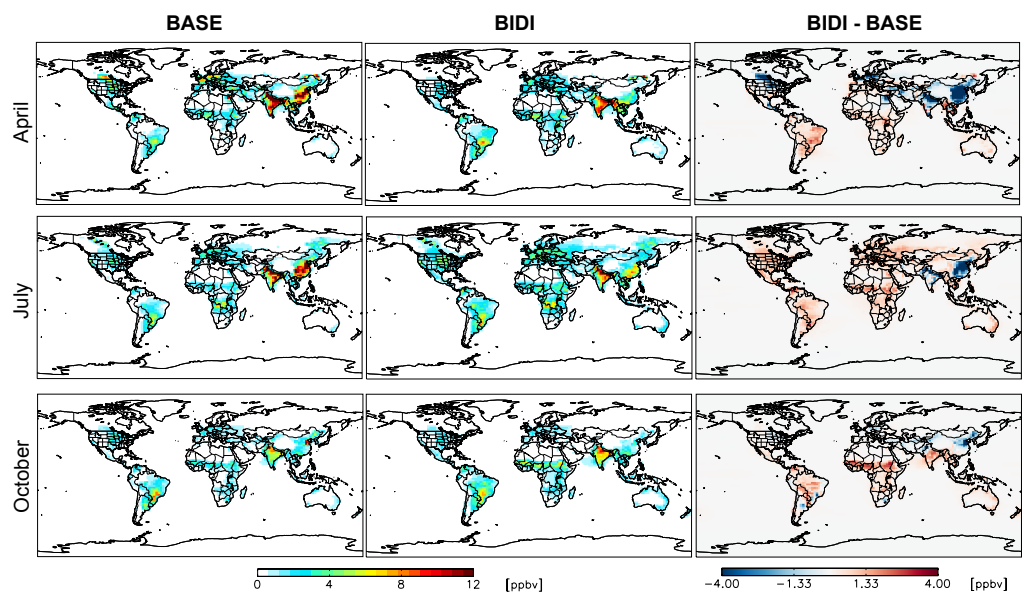 BASE BIDI BIDI - BASE
April
July
October
0 4 8 12 [ppbv] −4.00 −1.33 1.33 4.00 [ppbv]